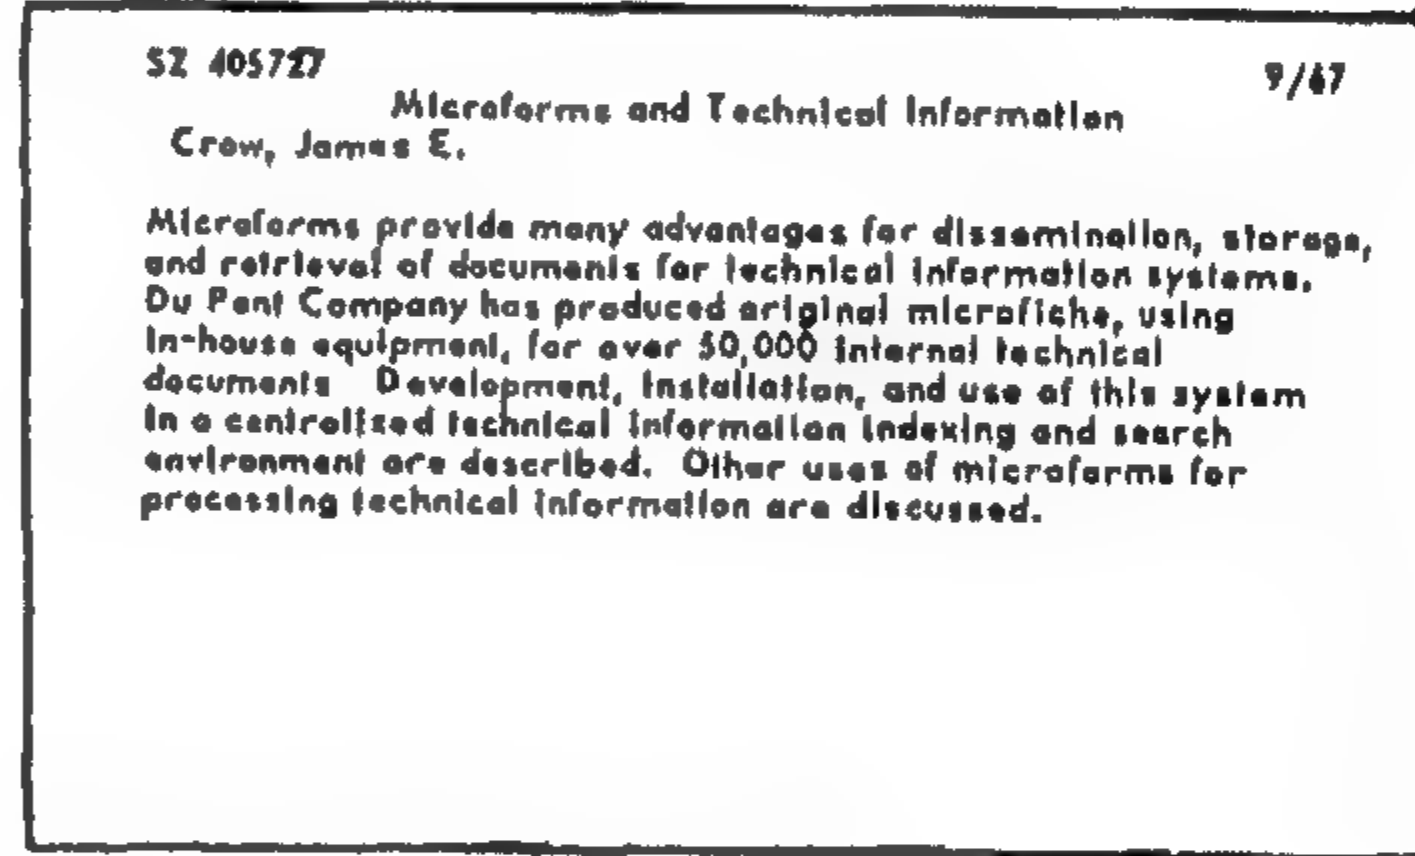 SZ 405727
9/67
Microforms and Technical Information
Crow, James E.
Microforms provide many advantages for dissemination, storage,
and retrieval of documents for technical information systems.
Du Pont Company has produced original microfiche, using
in-house equipment, for over 50,000 internal technical
documents Development, installation, and use of this system
in a centralized technical information indexing and search
environment are described. Other uses of microforms for
processing technical information are discussed.